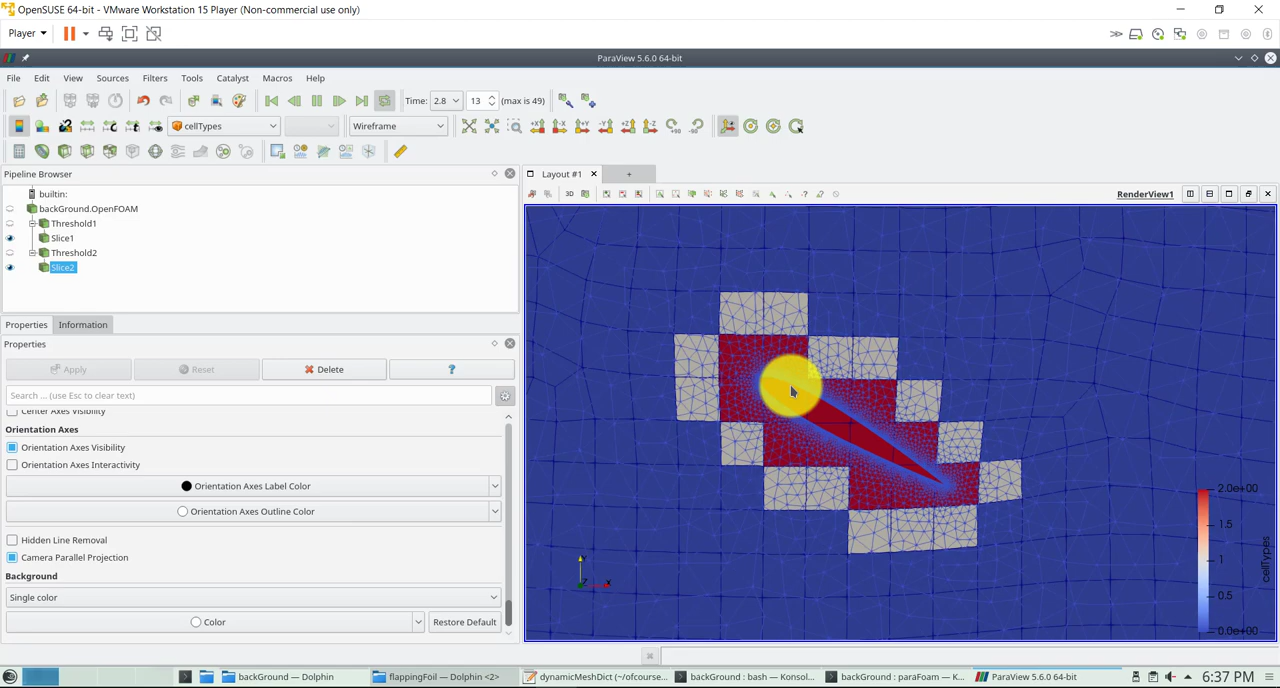 OpenSUSE 64-bit - VMware Workstation 15 Player (Non-commercial use only)
Player
ParaView 5.6.0 64-bit
File Edit View Sources Filters Tools Catalyst Macros Help
Time: 2.8 13 (max is 49)
cellTypes Wireframe
+X -X +Y -Y +Z -Z +90 -90
Pipeline Browser
Layout #1 +
builtin:
3D RenderView1
backGround.OpenFOAM
Threshold1
Slice1
Threshold2
Slice2
Properties Information
Properties
Apply Reset Delete ?
Search ... (use Esc to clear text)
Center Axes Visibility
Orientation Axes
Orientation Axes Visibility
Orientation Axes Interactivity
Orientation Axes Label Color
Orientation Axes Outline Color
Hidden Line Removal
Camera Parallel Projection
Background
Single color
Color Restore Default
2.0e+00
1.5
1
0.5
0.0e+00
cellTypes
Y
Z X
backGround — Dolphin flappingFoil — Dolphin <2> dynamicMeshDict (~/ofcourse... backGround : bash — Konsol... backGround : paraFoam — K... ParaView 5.6.0 64-bit 6:37 PM